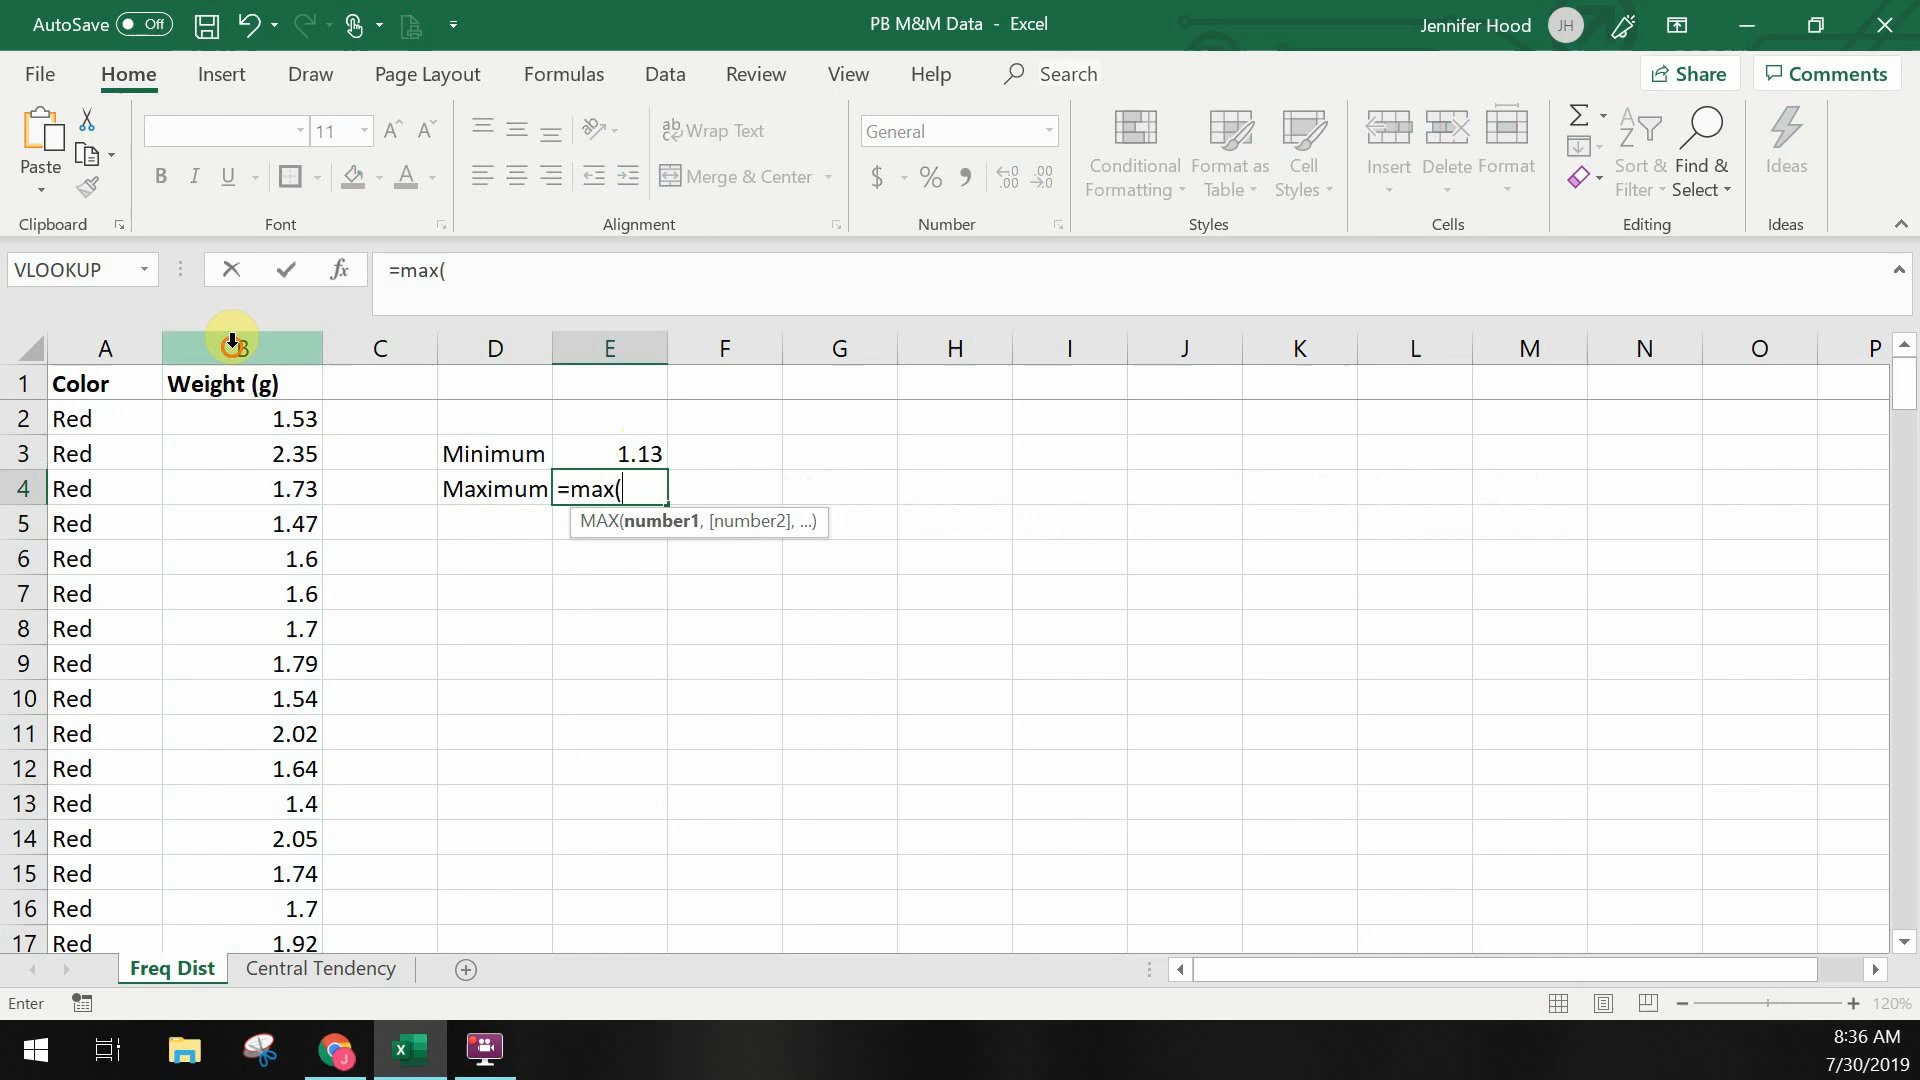 AutoSave Off PB M&M Data - Excel Jennifer Hood JH
File Home Insert Draw Page Layout Formulas Data Review View Help Search Share Comments
Paste
11
Wrap Text
Merge & Center
General
$ % , .00
Conditional Formatting
Format as Table
Cell Styles
Insert Delete Format
Sort & Filter
Find & Select
Ideas
Clipboard Font Alignment Number Styles Cells Editing Ideas
VLOOKUP fx =max(
A B C D E F G H I J K L M N O P
1 Color Weight (g)
2 Red 1.53
3 Red 2.35 Minimum 1.13
4 Red 1.73 Maximum =max(
5 Red 1.47 MAX(number1, [number2], ...)
6 Red 1.6
7 Red 1.6
8 Red 1.7
9 Red 1.79
10 Red 1.54
11 Red 2.02
12 Red 1.64
13 Red 1.4
14 Red 2.05
15 Red 1.74
16 Red 1.7
17 Red 1.92
Freq Dist Central Tendency
Enter 120%
8:36 AM
7/30/2019